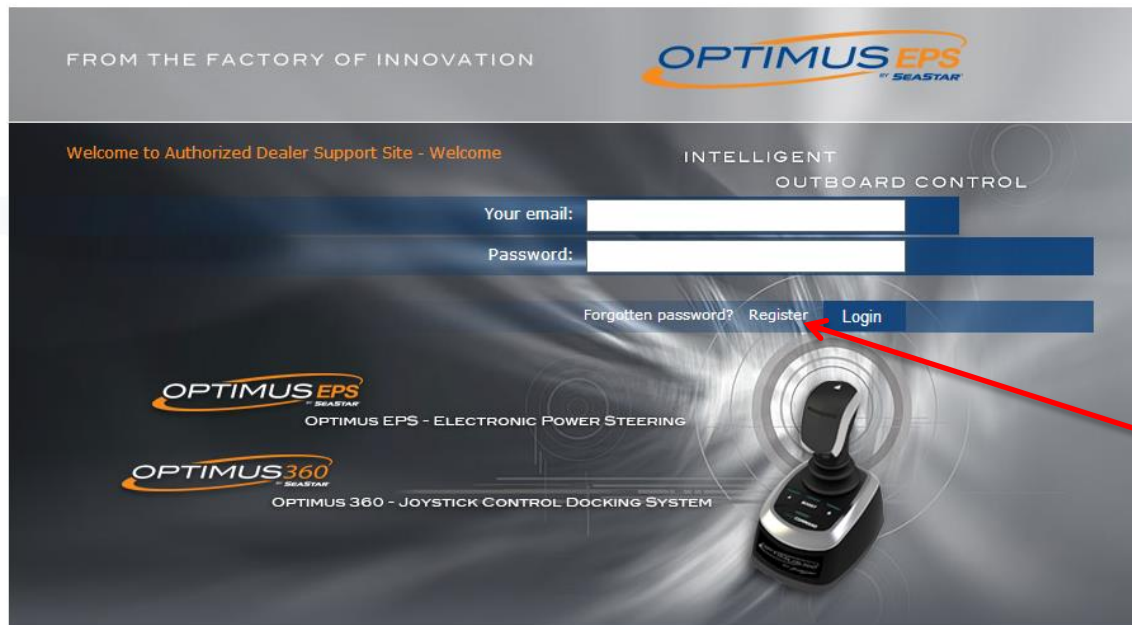 FROM THE FACTORY OF INNOVATION
OPTIMUS EPS
BY SEASTAR
Welcome to Authorized Dealer Support Site - Welcome
INTELLIGENT
OUTBOARD CONTROL
Your email:
Password:
Forgotten password? Register Login
OPTIMUS EPS
BY SEASTAR
OPTIMUS EPS - ELECTRONIC POWER STEERING
OPTIMUS 360
BY SEASTAR
OPTIMUS 360 - JOYSTICK CONTROL DOCKING SYSTEM